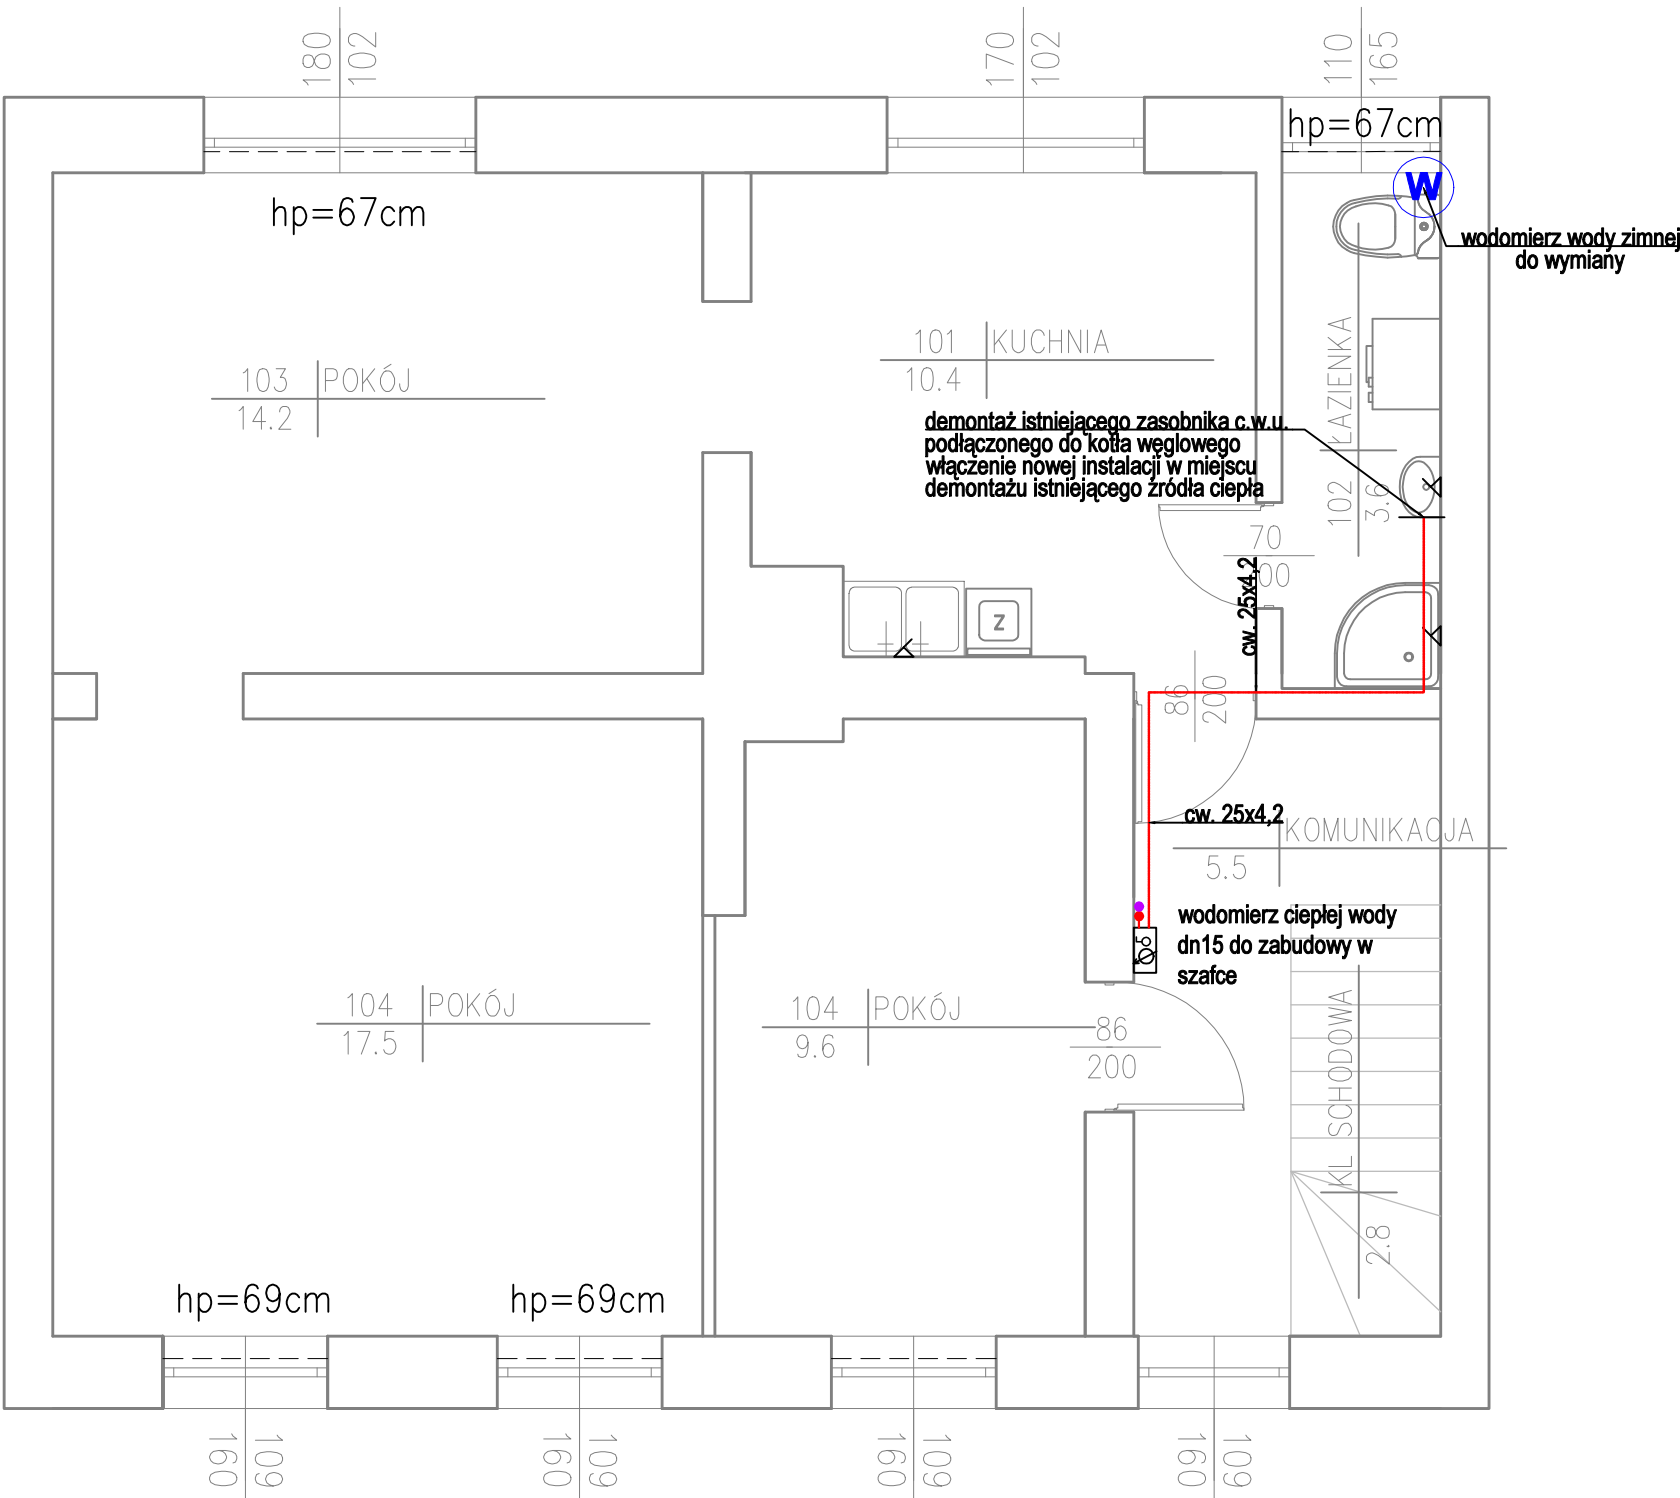 180
102
170
102
110
165
hp=67cm
hp=67cm
W
wodomierz wody zimnej
do wymiany
101 KUCHNIA
10.4
103 POKÓJ
14.2
ŁAZIENKA
102
3.6
demontaż istniejącego zasobnika c.w.u.
podłączonego do kotła węglowego
włączenie nowej instalacji w miejscu
demontażu istniejącego źródła ciepła
70
00
cw. 25x4,2
Z
86
200
cw. 25x4,2
KOMUNIKACJA
5.5
wodomierz ciepłej wody
dn15 do zabudowy w
szafce
104 POKÓJ
17.5
104 POKÓJ
9.6
86
200
KL SCHODOWA
2.8
hp=69cm
hp=69cm
109
160
109
160
109
160
109
160